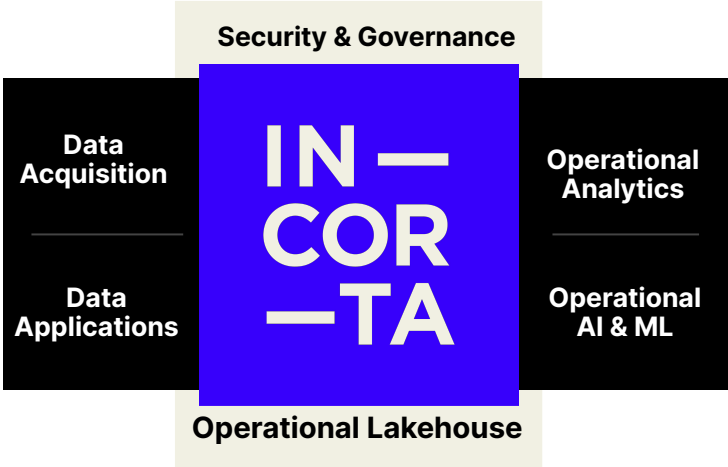 Security & Governance
Data
Acquisition
Data
Applications
IN—
COR
—TA
Operational
Analytics
Operational
AI & ML
Operational Lakehouse